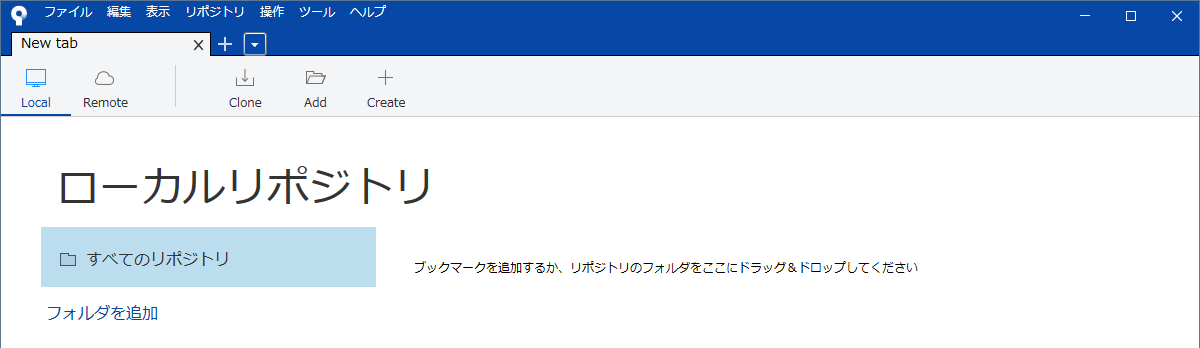 ファイル 編集 表示 リポジトリ 操作 ツール ヘルプ
New tab
Local Remote Clone Add Create
ローカルリポジトリ
すべてのリポジトリ
ブックマークを追加するか、リポジトリのフォルダをここにドラッグ＆ドロップしてください
フォルダを追加